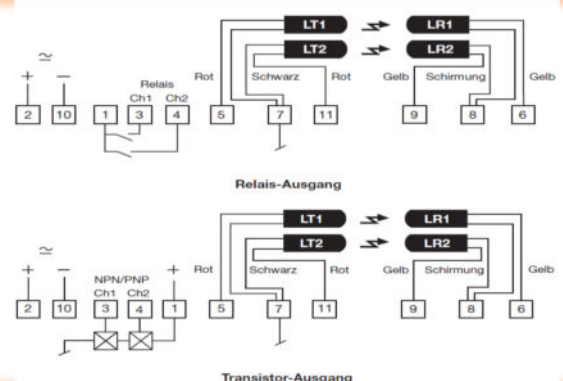 LT1 LR1
LT2 LR2
≃
+ − Relais Rot Schwarz Rot Gelb Schirmung Gelb
Ch1 Ch2
2 10 1 3 4 5 7 11 9 8 6
Relais-Ausgang
LT1 LR1
LT2 LR2
≃
+ − NPN/PNP + Rot Schwarz Rot Gelb Schirmung Gelb
Ch1 Ch2
2 10 3 4 1 5 7 11 9 8 6
Transistor-Ausgang